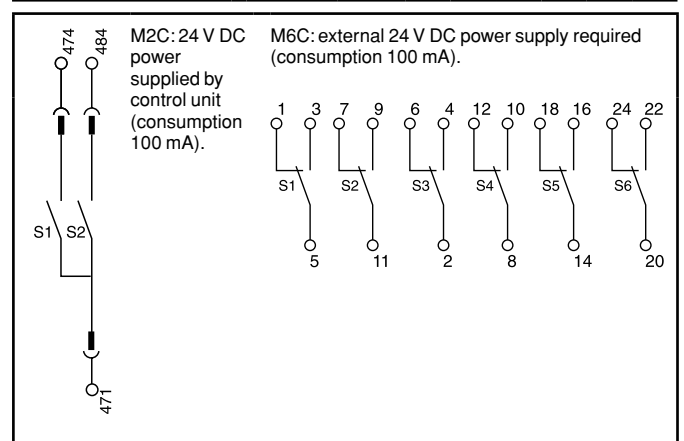 474 484
M2C: 24 V DC
power
supplied by
control unit
(consumption
100 mA).
M6C: external 24 V DC power supply required
(consumption 100 mA).
1 3 7 9 6 4 12 10 18 16 24 22
S1 S2 S3 S4 S5 S6
5 11 2 8 14 20
S1 S2
471